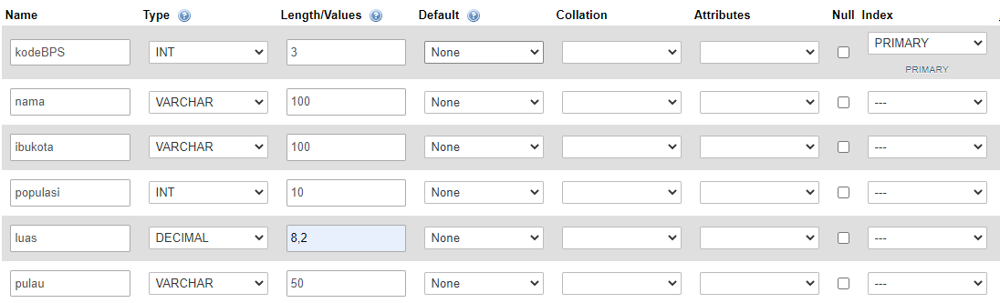 Name Type Length/Values Default Collation Attributes Null Index
kodeBPS INT 3 None PRIMARY
PRIMARY
nama VARCHAR 100 None ---
ibukota VARCHAR 100 None ---
populasi INT 10 None ---
luas DECIMAL 8,2 None ---
pulau VARCHAR 50 None ---